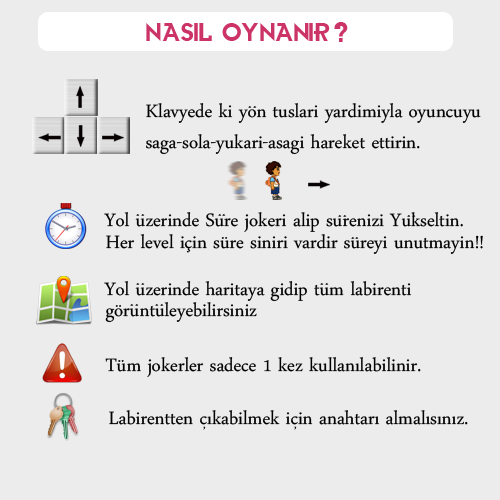 NASIL OYNANIR?
Klavyede ki yön tuslari yardimiyla oyuncuyu
saga-sola-yukari-asagi hareket ettirin.
Yol üzerinde Süre jokeri alip sürenizi Yukseltin.
Her level için süre siniri vardir süreyi unutmayin!!
Yol üzerinde haritaya gidip tüm labirenti
görüntüleyebilirsiniz
Tüm jokerler sadece 1 kez kullanılabilinir.
Labirentten çıkabilmek için anahtarı almalısınız.